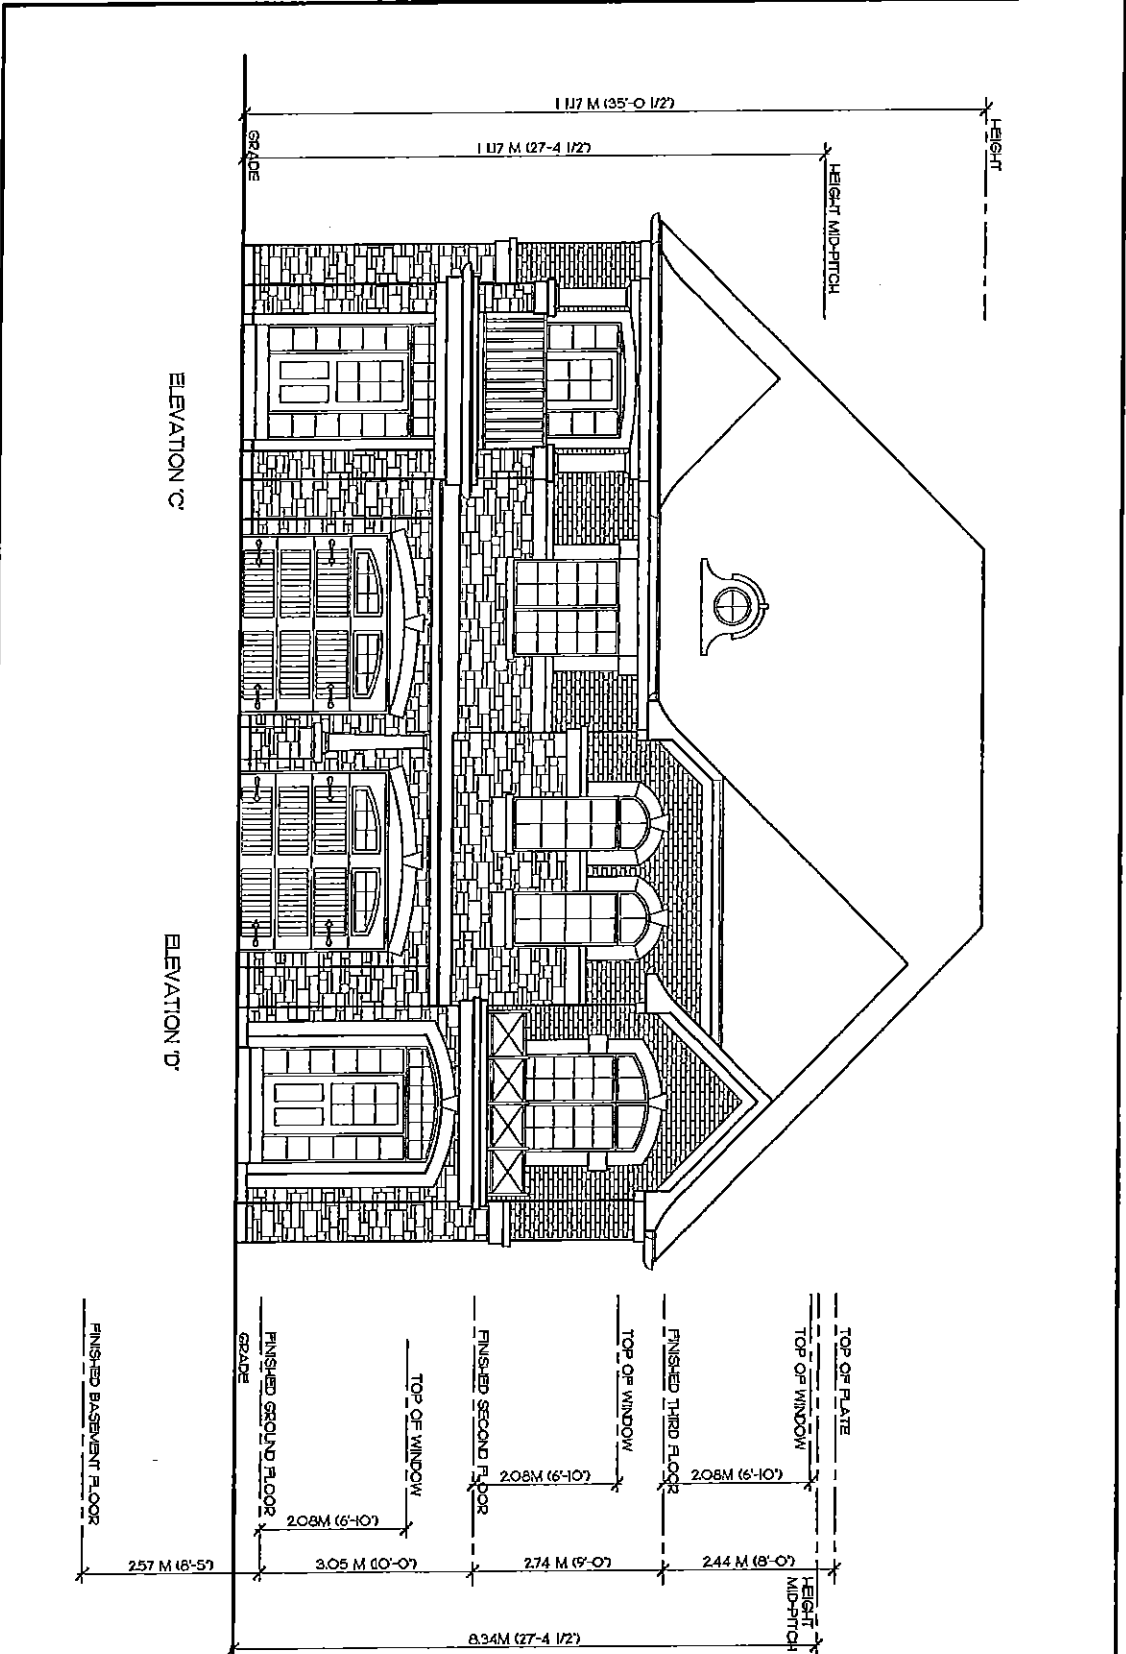 HEIGHT
11.17 M (35'-0 1/2")
HEIGHT MID-PITCH
11.17 M (27'-4 1/2")
GRADE
ELEVATION 'C'
ELEVATION 'D'
TOP OF PLATE
TOP OF WINDOW
FINISHED THIRD FLOOR
TOP OF WINDOW
FINISHED SECOND FLOOR
TOP OF WINDOW
FINISHED GROUND FLOOR
GRADE
FINISHED BASEMENT FLOOR
2.08M (6'-10")
2.08M (6'-10")
2.08M (6'-10")
2.44 M (8'-0")
2.74 M (9'-0")
3.05 M (10'-0")
2.57 M (8'-5")
HEIGHT
MID-PITCH
8.34M (27'-4 1/2")